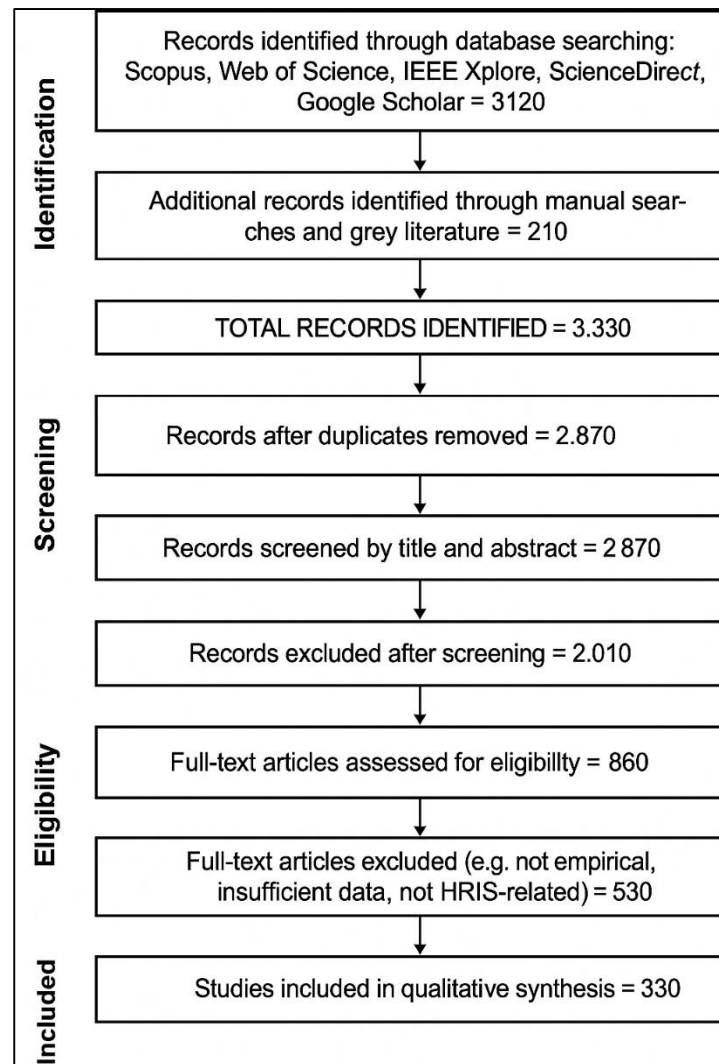 Identification
Records identified through database searching:
Scopus, Web of Science, IEEE Xplore, ScienceDirect,
Google Scholar = 3120
Additional records identified through manual sear-
ches and grey literature = 210
TOTAL RECORDS IDENTIFIED = 3.330
Screening
Records after duplicates removed = 2.870
Records screened by title and abstract = 2 870
Records excluded after screening = 2.010
Eligibility
Full-text articles assessed for eligibillty = 860
Full-text articles excluded (e.g. not empirical,
insufficient data, not HRIS-related) = 530
Included
Studies included in qualitative synthesis = 330